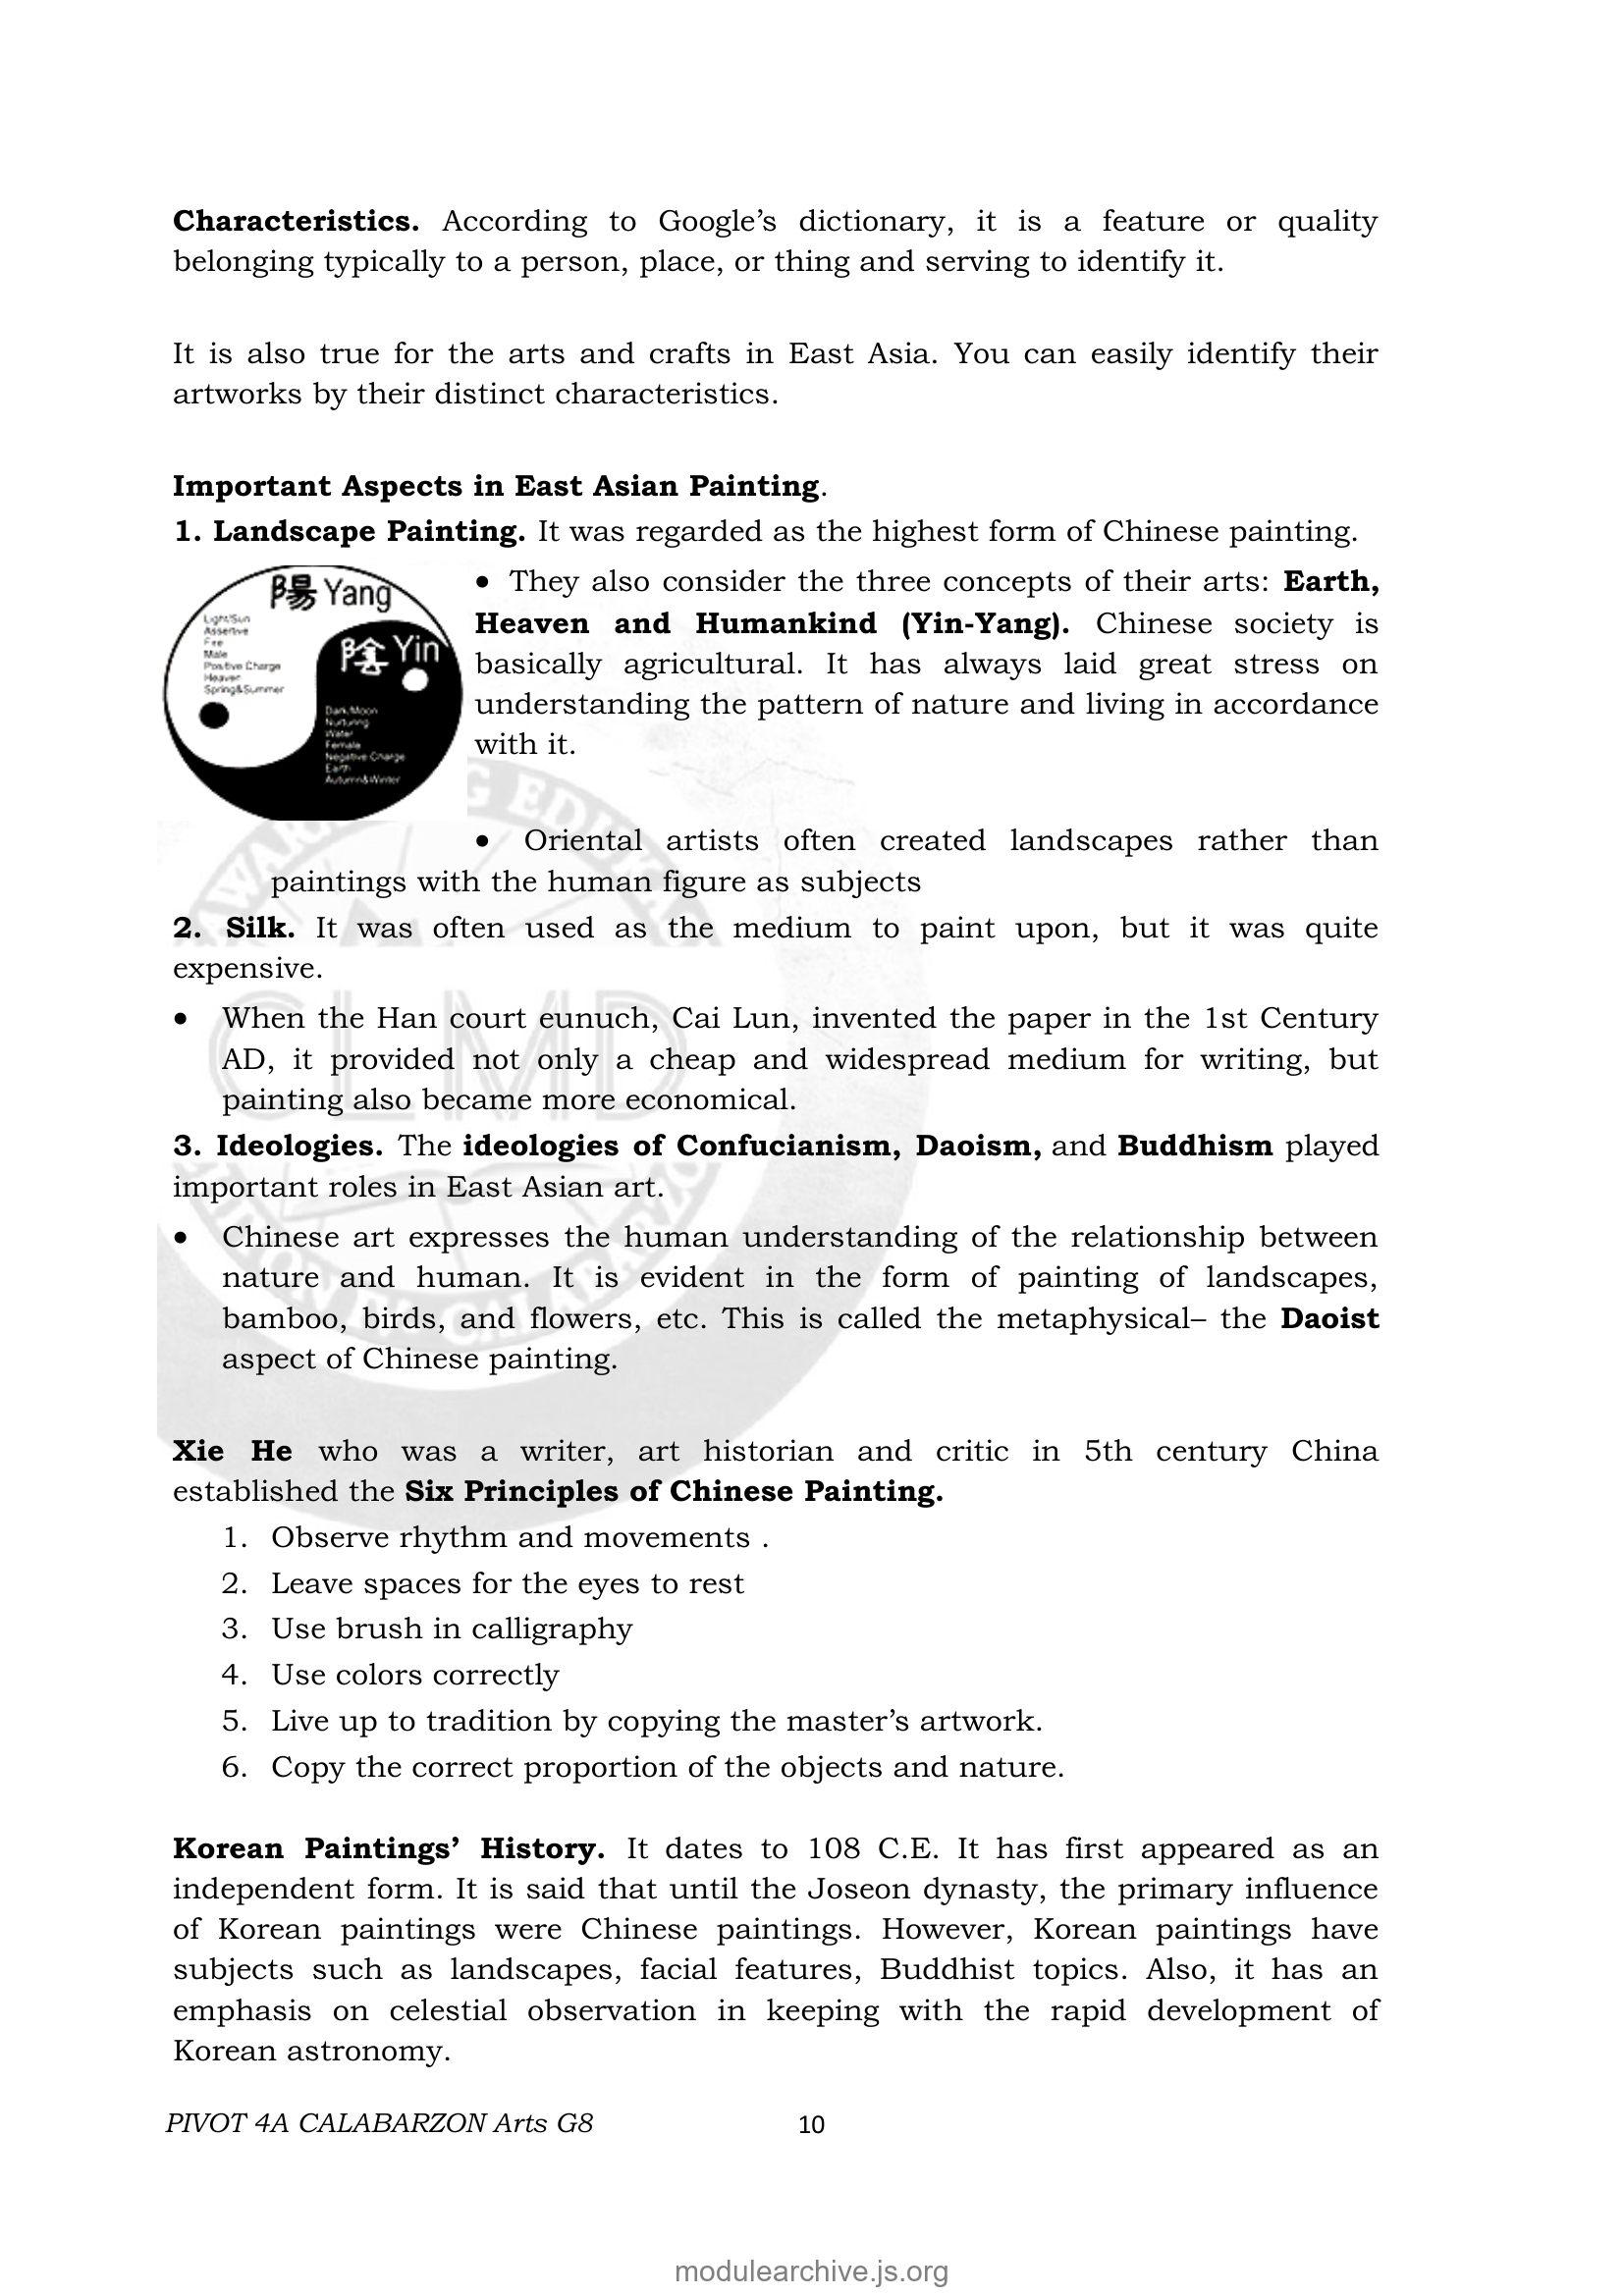 Characteristics. According to Google’s dictionary, it is a feature or quality
belonging typically to a person, place, or thing and serving to identify it.
It is also true for the arts and crafts in East Asia. You can easily identify their
artworks by their distinct characteristics.
Important Aspects in East Asian Painting.
1. Landscape Painting. It was regarded as the highest form of Chinese painting.
陽 Yang
Light/Sun
Assertive
Fire
Male
Positive Charge
Heaven
Spring&Summer
陰 Yin
Dark/Moon
Nurturing
Water
Female
Negative Charge
Earth
Autumn&Winter
• They also consider the three concepts of their arts: Earth,
Heaven and Humankind (Yin-Yang). Chinese society is
basically agricultural. It has always laid great stress on
understanding the pattern of nature and living in accordance
with it.
• Oriental artists often created landscapes rather than
paintings with the human figure as subjects
2. Silk. It was often used as the medium to paint upon, but it was quite
expensive.
• When the Han court eunuch, Cai Lun, invented the paper in the 1st Century
AD, it provided not only a cheap and widespread medium for writing, but
painting also became more economical.
3. Ideologies. The ideologies of Confucianism, Daoism, and Buddhism played
important roles in East Asian art.
• Chinese art expresses the human understanding of the relationship between
nature and human. It is evident in the form of painting of landscapes,
bamboo, birds, and flowers, etc. This is called the metaphysical– the Daoist
aspect of Chinese painting.
CLMD
Xie He who was a writer, art historian and critic in 5th century China
established the Six Principles of Chinese Painting.
1. Observe rhythm and movements .
2. Leave spaces for the eyes to rest
3. Use brush in calligraphy
4. Use colors correctly
5. Live up to tradition by copying the master’s artwork.
6. Copy the correct proportion of the objects and nature.
Korean Paintings’ History. It dates to 108 C.E. It has first appeared as an
independent form. It is said that until the Joseon dynasty, the primary influence
of Korean paintings were Chinese paintings. However, Korean paintings have
subjects such as landscapes, facial features, Buddhist topics. Also, it has an
emphasis on celestial observation in keeping with the rapid development of
Korean astronomy.
PIVOT 4A CALABARZON Arts G8 10
modulearchive.js.org